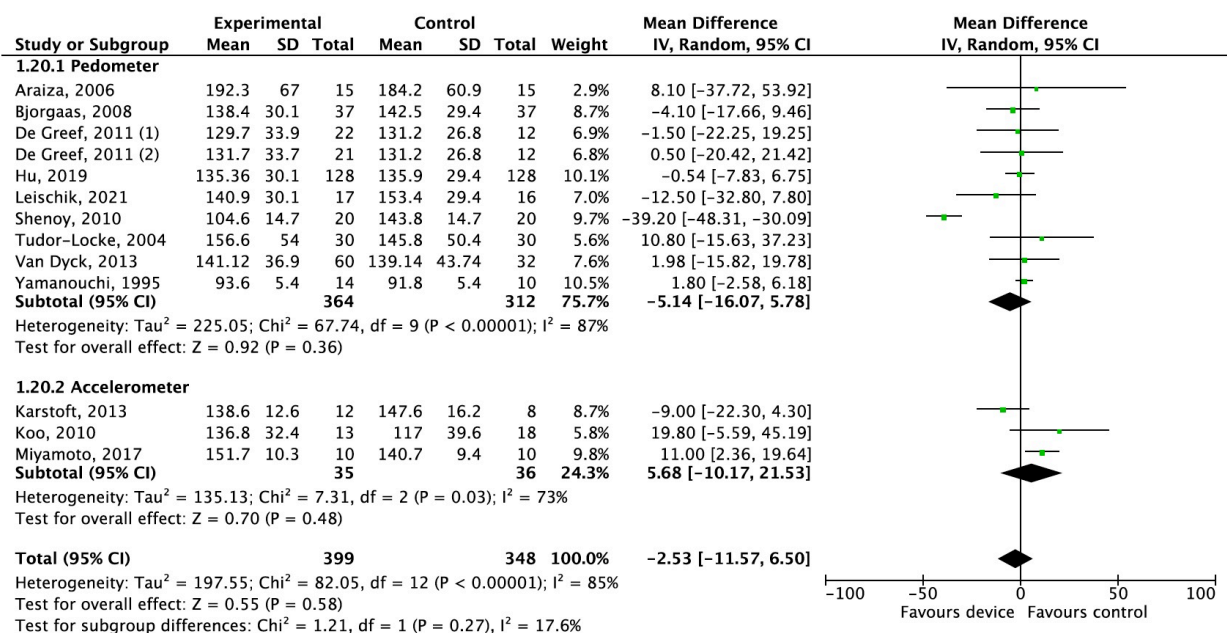 Experimental Control Mean Difference Mean Difference
Study or Subgroup Mean SD Total Mean SD Total Weight IV, Random, 95% CI IV, Random, 95% CI
1.20.1 Pedometer
Araiza, 2006 192.3 67 15 184.2 60.9 15 2.9% 8.10 [-37.72, 53.92]
Bjorgaas, 2008 138.4 30.1 37 142.5 29.4 37 8.7% -4.10 [-17.66, 9.46]
De Greef, 2011 (1) 129.7 33.9 22 131.2 26.8 12 6.9% -1.50 [-22.25, 19.25]
De Greef, 2011 (2) 131.7 33.7 21 131.2 26.8 12 6.8% 0.50 [-20.42, 21.42]
Hu, 2019 135.36 30.1 128 135.9 29.4 128 10.1% -0.54 [-7.83, 6.75]
Leischik, 2021 140.9 30.1 17 153.4 29.4 16 7.0% -12.50 [-32.80, 7.80]
Shenoy, 2010 104.6 14.7 20 143.8 14.7 20 9.7% -39.20 [-48.31, -30.09]
Tudor-Locke, 2004 156.6 54 30 145.8 50.4 30 5.6% 10.80 [-15.63, 37.23]
Van Dyck, 2013 141.12 36.9 60 139.14 43.74 32 7.6% 1.98 [-15.82, 19.78]
Yamanouchi, 1995 93.6 5.4 14 91.8 5.4 10 10.5% 1.80 [-2.58, 6.18]
Subtotal (95% CI) 364 312 75.7% -5.14 [-16.07, 5.78]
Heterogeneity: Tau² = 225.05; Chi² = 67.74, df = 9 (P < 0.00001); I² = 87%
Test for overall effect: Z = 0.92 (P = 0.36)
1.20.2 Accelerometer
Karstoft, 2013 138.6 12.6 12 147.6 16.2 8 8.7% -9.00 [-22.30, 4.30]
Koo, 2010 136.8 32.4 13 117 39.6 18 5.8% 19.80 [-5.59, 45.19]
Miyamoto, 2017 151.7 10.3 10 140.7 9.4 10 9.8% 11.00 [2.36, 19.64]
Subtotal (95% CI) 35 36 24.3% 5.68 [-10.17, 21.53]
Heterogeneity: Tau² = 135.13; Chi² = 7.31, df = 2 (P = 0.03); I² = 73%
Test for overall effect: Z = 0.70 (P = 0.48)
Total (95% CI) 399 348 100.0% -2.53 [-11.57, 6.50]
Heterogeneity: Tau² = 197.55; Chi² = 82.05, df = 12 (P < 0.00001); I² = 85%
Test for overall effect: Z = 0.55 (P = 0.58)
Test for subgroup differences: Chi² = 1.21, df = 1 (P = 0.27), I² = 17.6%
-100 -50 0 50 100
Favours device Favours control